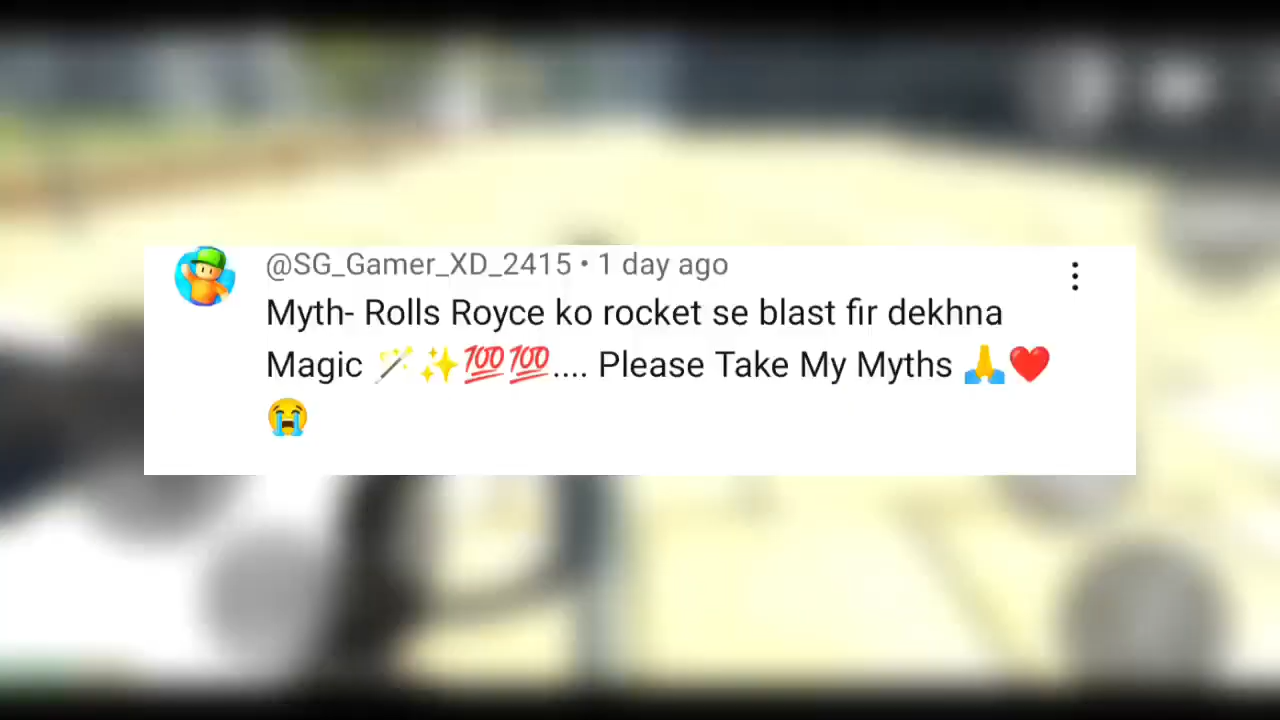 @SG_Gamer_XD_2415 • 1 day ago
Myth- Rolls Royce ko rocket se blast fir dekhna
Magic 🪄✨💯💯.... Please Take My Myths 🙏❤️
😭